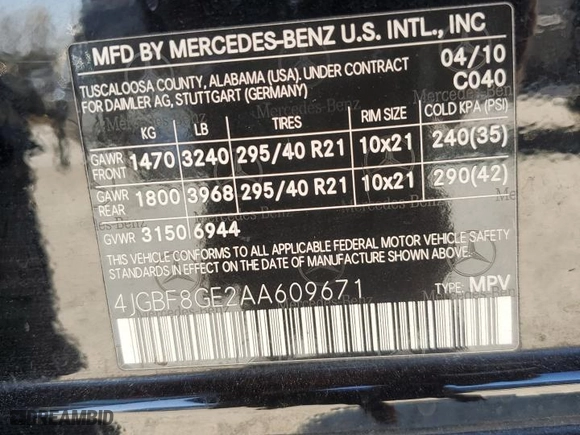 MFD BY MERCEDES-BENZ U.S. INTL., INC
TUSCALOOSA COUNTY, ALABAMA (USA), UNDER CONTRACT 04/10
FOR DAIMLER AG, STUTTGART (GERMANY) C040
KG LB TIRES RIM SIZE COLD KPA (PSI)
GAWR FRONT 1470 3240 295/40 R21 10x21 240(35)
GAWR REAR 1800 3968 295/40 R21 10x21 290(42)
GVWR 3150 6944
THIS VEHICLE CONFORMS TO ALL APPLICABLE FEDERAL MOTOR VEHICLE SAFETY
STANDARDS IN EFFECT ON THE DATE OF MANUFACTURE SHOWN ABOVE.
4JGBF8GE2AA609671 TYPE: MPV
DREAMBID